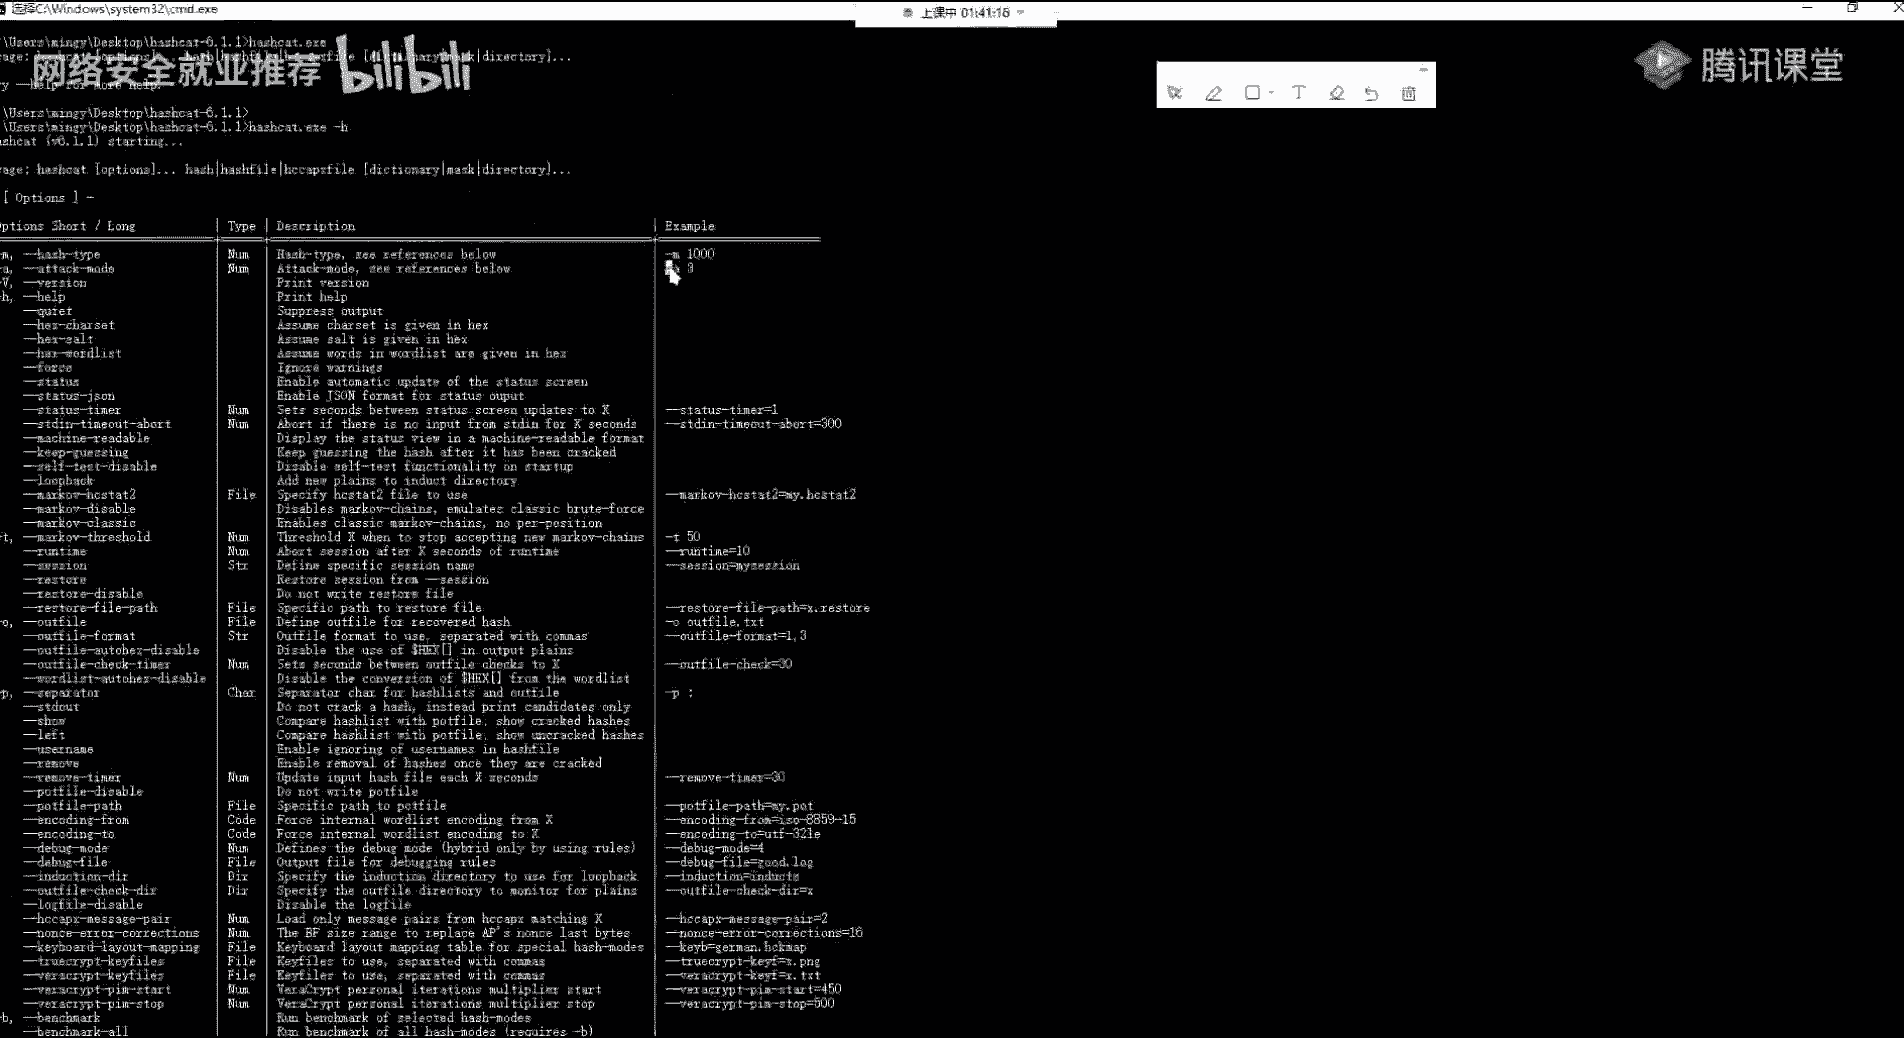 选择C:\Windows\system32\cmd.exe
上课中 01:41:16
\Users\mingy\Desktop\hashcat-6.1.1>hashcat.exe
网络安全就业推荐 bilibili
腾讯课堂
\Users\mingy\Desktop\hashcat-6.1.1>
\Users\mingy\Desktop\hashcat-6.1.1>hashcat.exe -h
ashcat (v6.1.1) starting...
age: hashcat [options]... hash|hashfile|hccapxfile [dictionary|mask|directory]...
[ Options ] -
ptions Short / Long | Type | Description | Example
m, --hash-type | Num | Hash-type, see references below | -m 1000
a, --attack-mode | Num | Attack-mode, see references below | 3
V, --version | Print version
h, --help | Print help
--quiet | Suppress output
--hex-charset | Assume charset is given in hex
--hex-salt | Assume salt is given in hex
--hex-wordlist | Assume words in wordlist are given in hex
--force | Ignore warnings
--status | Enable automatic update of the status screen
--status-json | Enable JSON format for status ouput
--status-timer | Num | Sets seconds between status screen updates to X | --status-timer=1
--stdin-timeout-abort | Num | Abort if there is no input from stdin for X seconds | --stdin-timeout-abort=300
--machine-readable | Display the status view in a machine-readable format
--keep-guessing | Keep guessing the hash after it has been cracked
--self-test-disable | Disable self-test functionality on startup
--loopback | Add new plains to induct directory
--markov-hcstat2 | File | Specify hcstat2 file to use | --markov-hcstat2=my.hcstat2
--markov-disable | Disables markov-chains, emulates classic brute-force
--markov-classic | Enables classic markov-chains, no per-position
t, --markov-threshold | Num | Threshold X when to stop accepting new markov-chains | -t 50
--runtime | Num | Abort session after X seconds of runtime | --runtime=10
--session | Str | Define specific session name | --session=mysession
--restore | Restore session from --session
--restore-disable | Do not write restore file
--restore-file-path | File | Specific path to restore file | --restore-file-path=x.restore
o, --outfile | File | Define outfile for recovered hash | -o outfile.txt
--outfile-format | Str | Outfile format to use, separated with commas | --outfile-format=1,3
--outfile-autohex-disable | Disable the use of $HEX[] in output plains
--outfile-check-timer | Num | Sets seconds between outfile checks to X | --outfile-check=30
--wordlist-autohex-disable | Disable the conversion of $HEX[] from the wordlist
p, --separator | Char | Separator char for hashlists and outfile | -p :
--stdout | Do not crack a hash, instead print candidates only
--show | Compare hashlist with potfile; show cracked hashes
--left | Compare hashlist with potfile; show uncracked hashes
--username | Enable ignoring of usernames in hashfile
--remove | Enable removal of hashes once they are cracked
--remove-timer | Num | Update input hash file each X seconds | --remove-timer=30
--potfile-disable | Do not write potfile
--potfile-path | File | Specific path to potfile | --potfile-path=my.pot
--encoding-from | Code | Force internal wordlist encoding from X | --encoding-from=iso-8859-15
--encoding-to | Code | Force internal wordlist encoding to X | --encoding-to=utf-32le
--debug-mode | Num | Defines the debug mode (hybrid only by using rules) | --debug-mode=4
--debug-file | File | Output file for debugging rules | --debug-file=good.log
--induction-dir | Dir | Specify the induction directory to use for loopback | --induction=inducts
--outfile-check-dir | Dir | Specify the outfile directory to monitor for plains | --outfile-check-dir=x
--logfile-disable | Disable the logfile
--hccapx-message-pair | Num | Load only message pairs from hccapx matching X | --hccapx-message-pair=2
--nonce-error-corrections | Num | The BF size range to replace AP's nonce last bytes | --nonce-error-corrections=16
--keyboard-layout-mapping | File | Keyboard layout mapping table for special hash-modes | --keyb=german.hckmap
--truecrypt-keyfiles | File | Keyfiles to use, separated with commas | --truecrypt-keyf=x.png
--veracrypt-keyfiles | File | Keyfiles to use, separated with commas | --veracrypt-keyf=x.txt
--veracrypt-pim-start | Num | VeraCrypt personal iterations multiplier start | --veracrypt-pim-start=450
--veracrypt-pim-stop | Num | VeraCrypt personal iterations multiplier stop | --veracrypt-pim-stop=500
b, --benchmark | Run benchmark of selected hash-modes
--benchmark-all | Run benchmark of all hash-modes (requires -b)